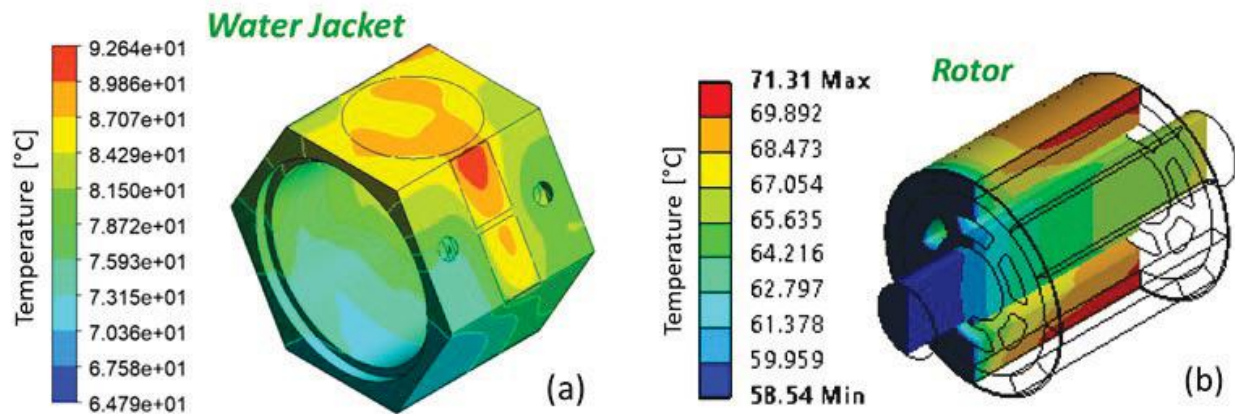 Water Jacket
Temperature [°C]
9.264e+01
8.986e+01
8.707e+01
8.429e+01
8.150e+01
7.872e+01
7.593e+01
7.315e+01
7.036e+01
6.758e+01
6.479e+01
(a)
Rotor
Temperature [°C]
71.31 Max
69.892
68.473
67.054
65.635
64.216
62.797
61.378
59.959
58.54 Min
(b)